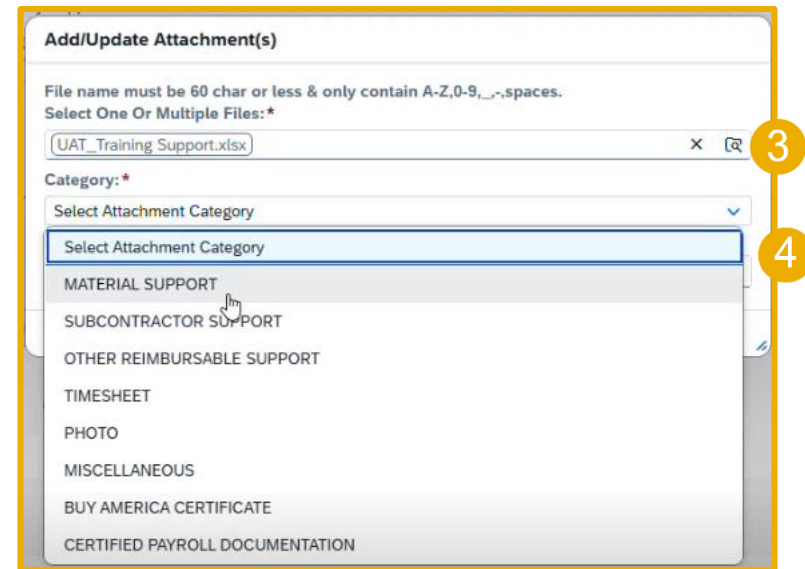 Add/Update Attachment(s)
File name must be 60 char or less & only contain A-Z,0-9,_,-,spaces.
Select One Or Multiple Files:*
UAT_Training Support.xlsx
3
Category:*
Select Attachment Category
Select Attachment Category
4
MATERIAL SUPPORT
SUBCONTRACTOR SUPPORT
OTHER REIMBURSABLE SUPPORT
TIMESHEET
PHOTO
MISCELLANEOUS
BUY AMERICA CERTIFICATE
CERTIFIED PAYROLL DOCUMENTATION